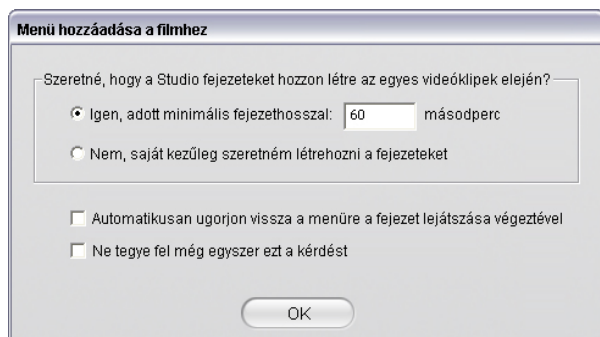 Menü hozzáadása a filmhez
Szeretné, hogy a Studio fejezeteket hozzon létre az egyes videóklipek elején?
Igen, adott minimális fejezethosszal: 60 másodperc
Nem, saját kezűleg szeretném létrehozni a fejezeteket
Automatikusan ugorjon vissza a menüre a fejezet lejátszása végeztével
Ne tegye fel még egyszer ezt a kérdést
OK